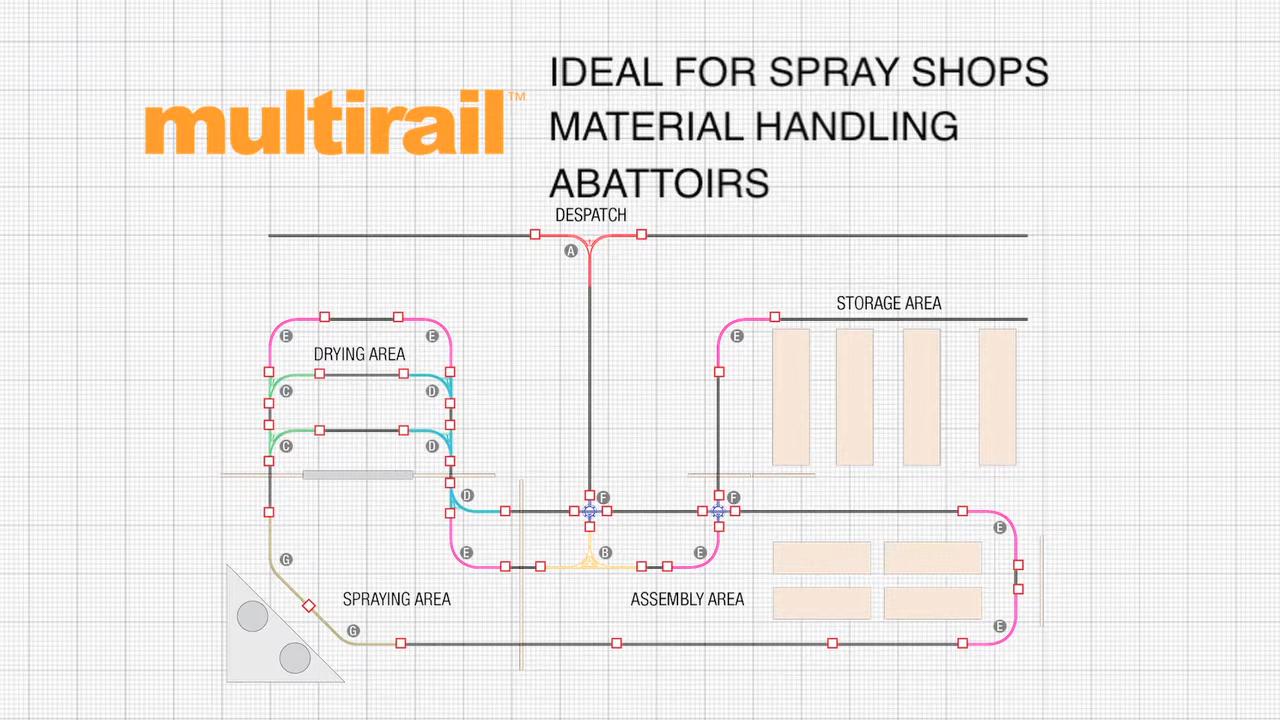 multirail™
IDEAL FOR SPRAY SHOPS
MATERIAL HANDLING
ABATTOIRS
DESPATCH
A
STORAGE AREA
E
E
E
DRYING AREA
C
D
C
D
D
F
F
E
B
E
E
G
SPRAYING AREA
ASSEMBLY AREA
G
E